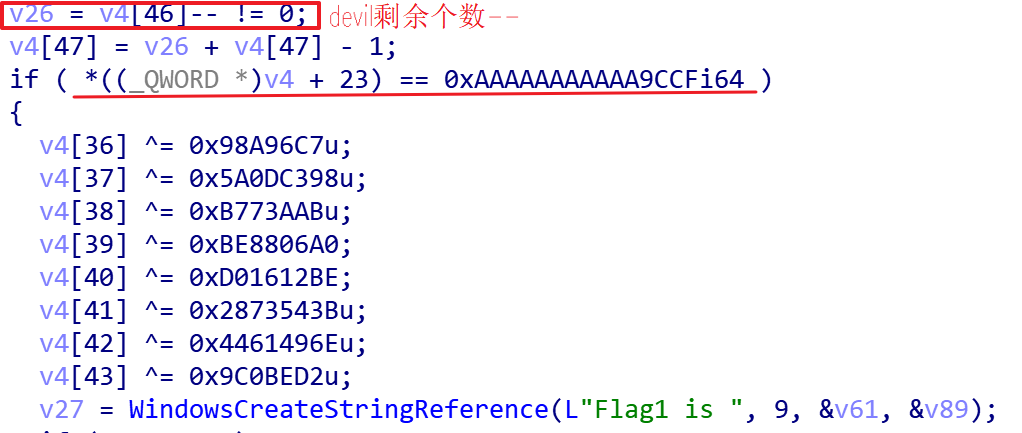 v26 = v4[46]-- != 0; devil剩余个数--
v4[47] = v26 + v4[47] - 1;
if ( *((_QWORD *)v4 + 23) == 0xAAAAAAAAAAA9CCFi64 )
{
v4[36] ^= 0x98A96C7u;
v4[37] ^= 0x5A0DC398u;
v4[38] ^= 0xB773AABu;
v4[39] ^= 0xBE8806A0;
v4[40] ^= 0xD01612BE;
v4[41] ^= 0x2873543Bu;
v4[42] ^= 0x4461496Eu;
v4[43] ^= 0x9C0BED2u;
v27 = WindowsCreateStringReference(L"Flag1 is ", 9, &v61, &v89);